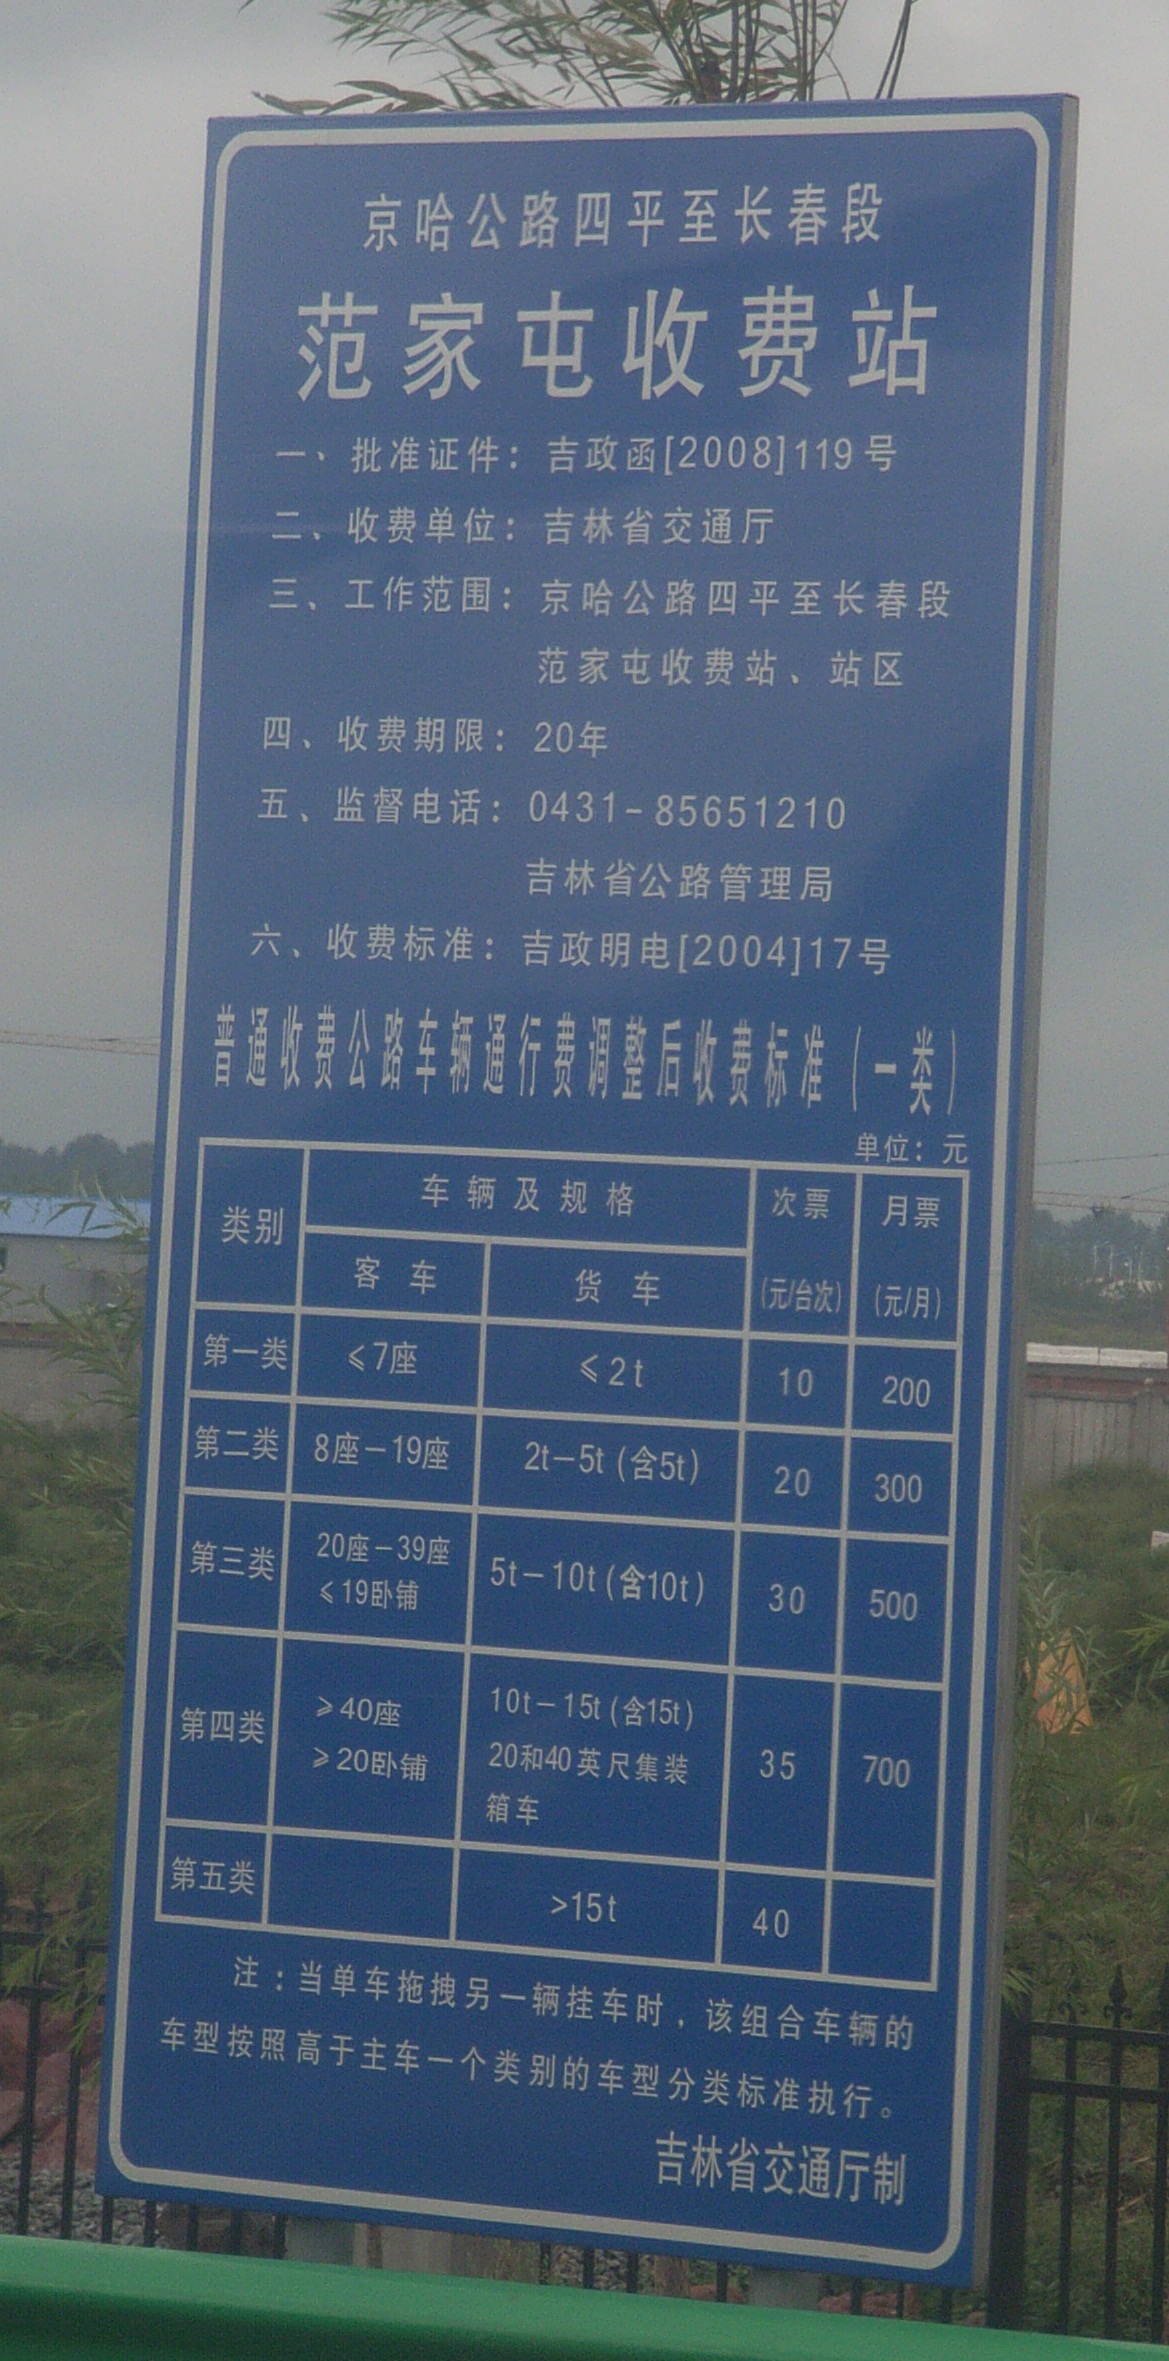 京哈公路四平至长春段
范家屯收费站
一、批准证件：吉政函[2008]119号
二、收费单位：吉林省交通厅
三、工作范围：京哈公路四平至长春段
范家屯收费站、站区
四、收费期限：20年
五、监督电话：0431-85651210
吉林省公路管理局
六、收费标准：吉政明电[2004]17号
普通收费公路车辆通行费调整后收费标准（一类）
单位：元
类别 车辆及规格 次票 月票
客车 货车 (元/台次) (元/月)
第一类 ≤7座 ≤2t 10 200
第二类 8座－19座 2t－5t(含5t) 20 300
第三类 20座－39座 5t－10t(含10t) 30 500
≤19卧铺
第四类 ≥40座 10t－15t(含15t) 35 700
≥20卧铺 20和40英尺集装
箱车
第五类 >15t 40
注：当单车拖拽另一辆挂车时，该组合车辆的
车型按照高于主车一个类别的车型分类标准执行。
吉林省交通厅制